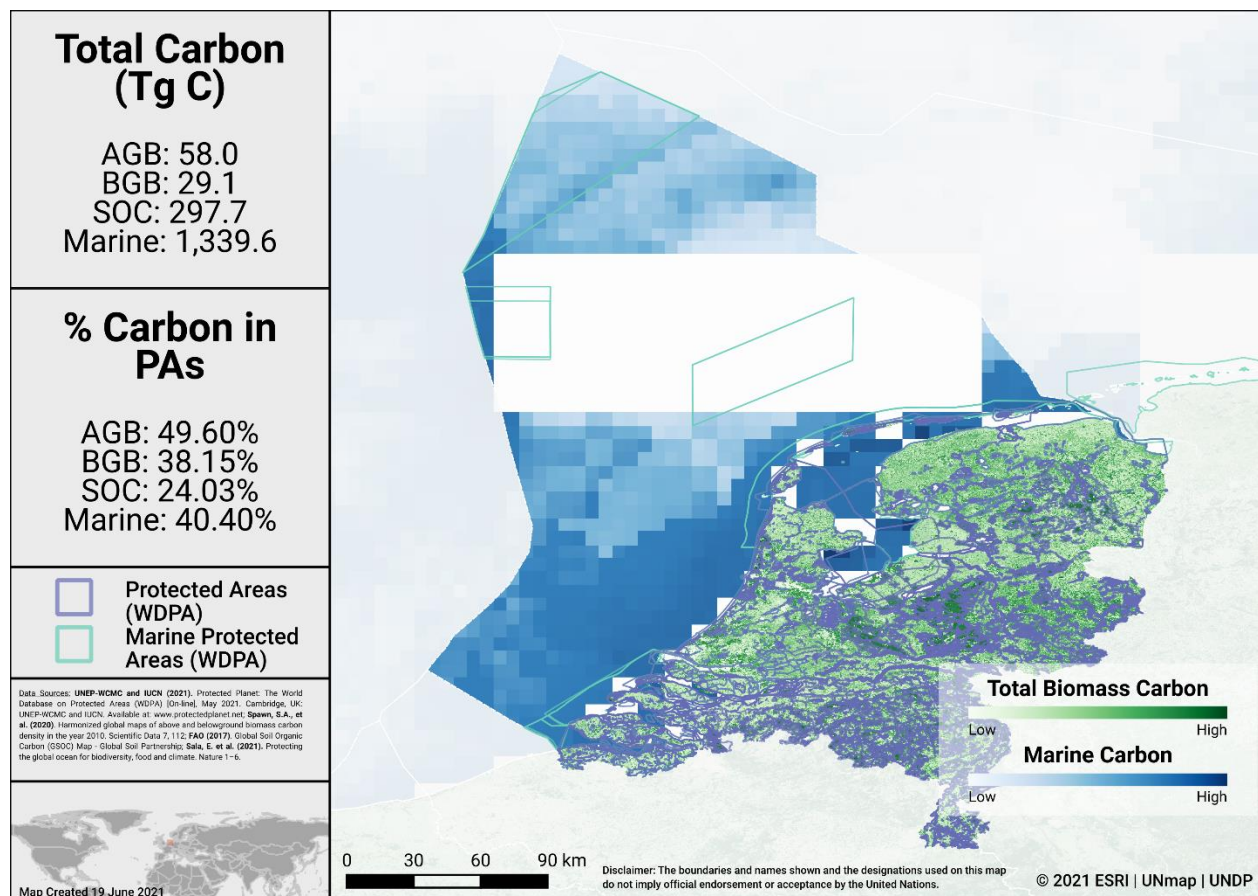 Total Carbon
(Tg C)
AGB: 58.0
BGB: 29.1
SOC: 297.7
Marine: 1,339.6
% Carbon in
PAs
AGB: 49.60%
BGB: 38.15%
SOC: 24.03%
Marine: 40.40%
Protected Areas
(WDPA)
Marine Protected
Areas (WDPA)
Data Sources: UNEP-WCMC and IUCN (2021). Protected Planet: The World
Database on Protected Areas (WDPA) [On-line], May 2021. Cambridge, UK:
UNEP-WCMC and IUCN. Available at: www.protectedplanet.net; Spawn, S.A., et
al. (2020). Harmonized global maps of above and belowground biomass carbon
density in the year 2010. Scientific Data 7, 112; FAO (2017). Global Soil Organic
Carbon (GSOC) Map - Global Soil Partnership; Sala, E. et al. (2021). Protecting
the global ocean for biodiversity, food and climate. Nature 1–6.
Map Created 19 June 2021
Total Biomass Carbon
Low High
Marine Carbon
Low High
0 30 60 90 km
Disclaimer: The boundaries and names shown and the designations used on this map
do not imply official endorsement or acceptance by the United Nations.
© 2021 ESRI | UNmap | UNDP